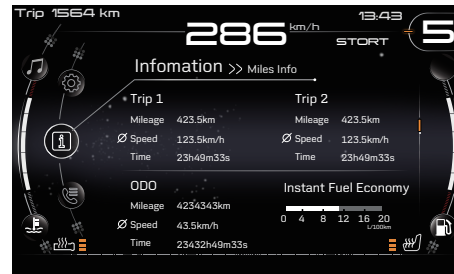 Trip 1564 km
286 km/h
13:43
STORT
5
Infomation >> Miles Info
Trip 1
Mileage 423.5km
Ø Speed 123.5km/h
Time 23h49m33s
Trip 2
Mileage 423.5km
Ø Speed 123.5km/h
Time 23h49m33s
ODO
Mileage 4234343km
Ø Speed 43.5km/h
Time 23432h49m33s
Instant Fuel Economy
0 4 8 12 16 20
L/100km